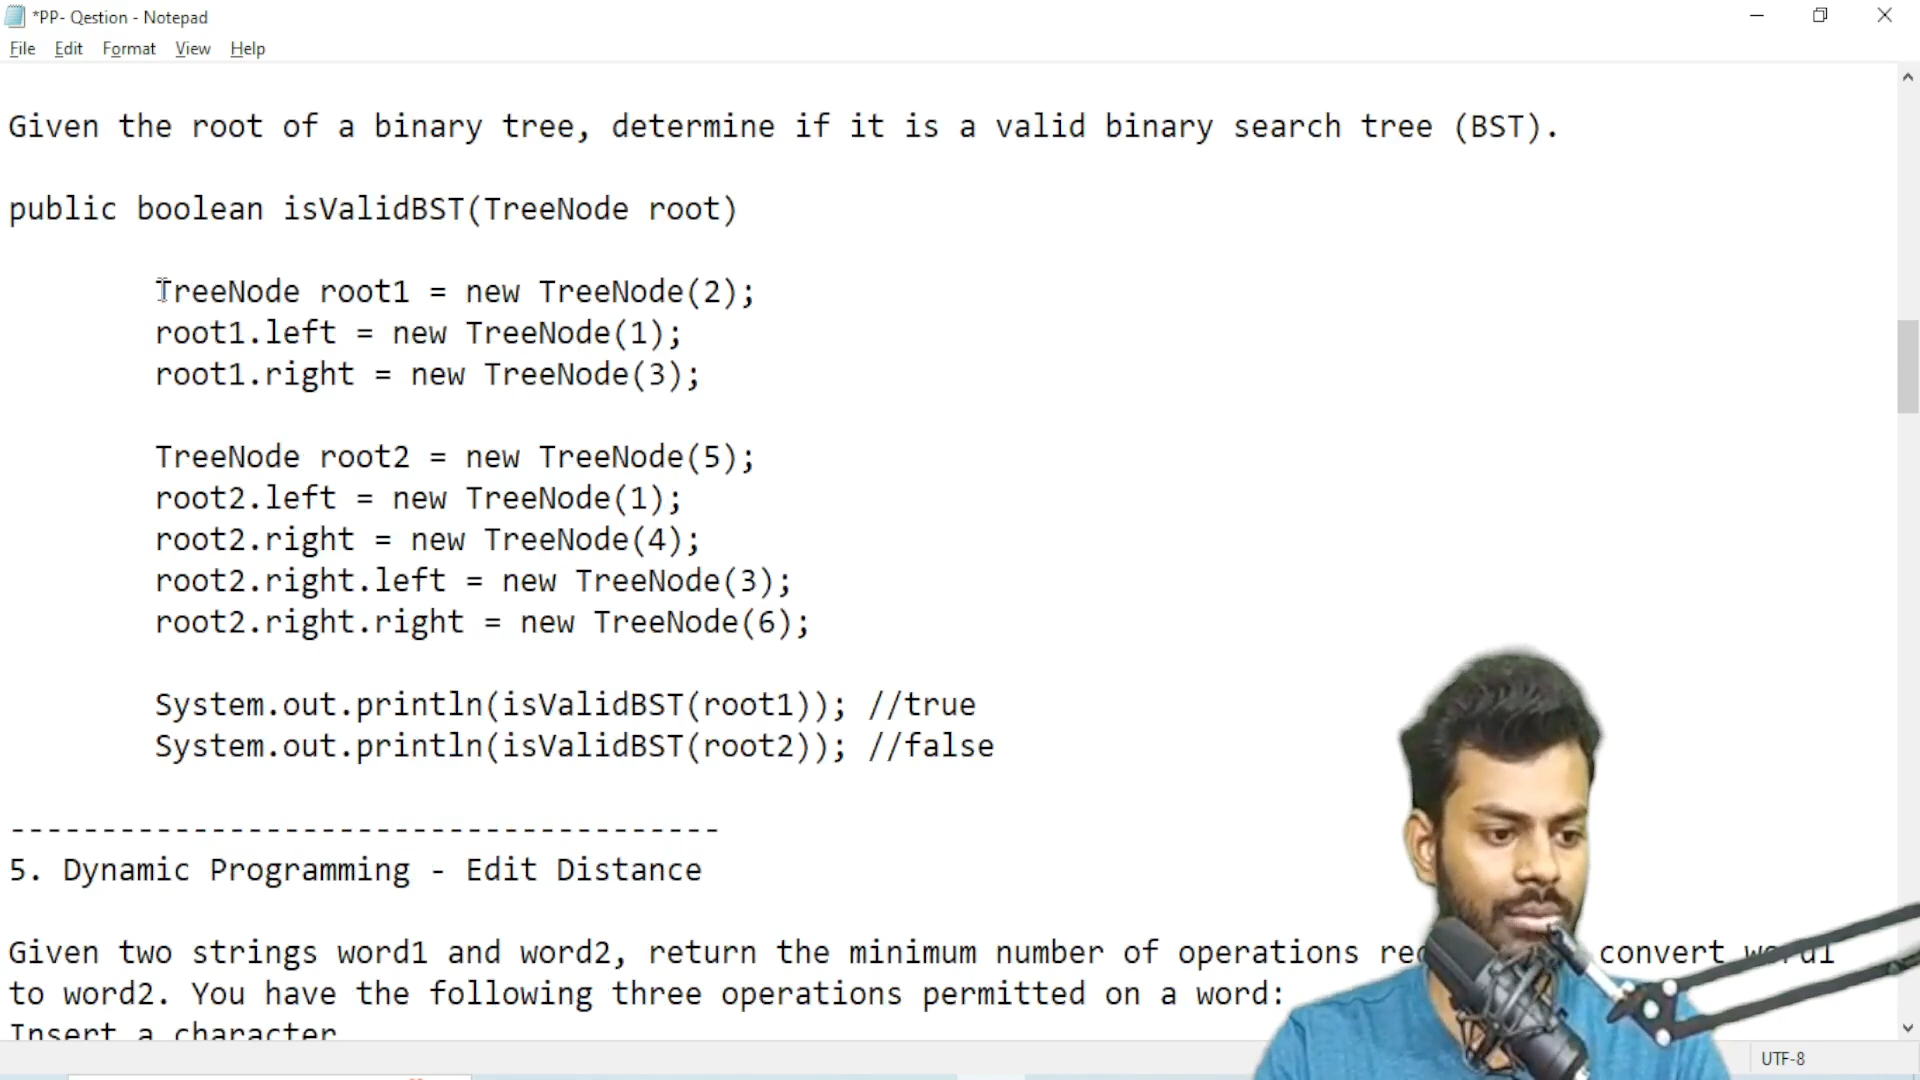 *PP- Qestion - Notepad
File Edit Format View Help
Given the root of a binary tree, determine if it is a valid binary search tree (BST).
public boolean isValidBST(TreeNode root)
TreeNode root1 = new TreeNode(2);
root1.left = new TreeNode(1);
root1.right = new TreeNode(3);
TreeNode root2 = new TreeNode(5);
root2.left = new TreeNode(1);
root2.right = new TreeNode(4);
root2.right.left = new TreeNode(3);
root2.right.right = new TreeNode(6);
System.out.println(isValidBST(root1)); //true
System.out.println(isValidBST(root2)); //false
---------------------------------------
5. Dynamic Programming - Edit Distance
Given two strings word1 and word2, return the minimum number of operations convert word1
to word2. You have the following three operations permitted on a word:
Insert a character
UTF-8